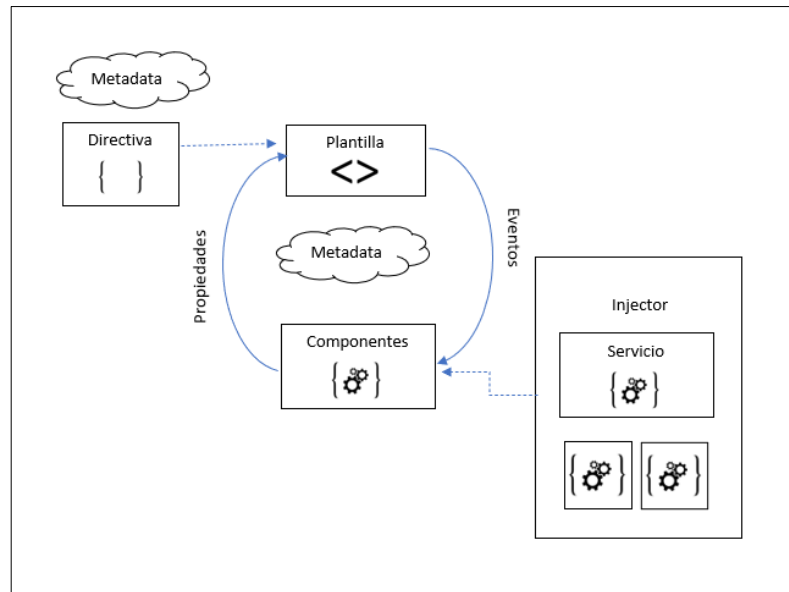 Metadata
Directiva
{ }
Plantilla
<>
Propiedades
Metadata
Eventos
Componentes
{ }
Injector
Servicio
{ }
{ }
{ }